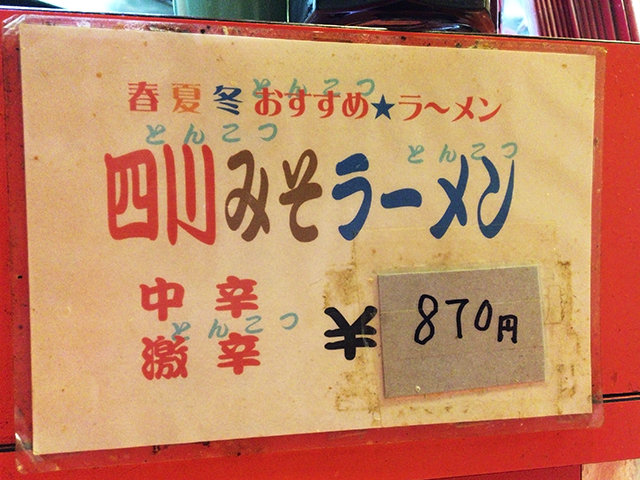 とんこつ
春夏冬おすすめ★ラ〜メン
とんこつ
とんこつ
四川みそラーメン
中辛
とんこつ
激辛
870円